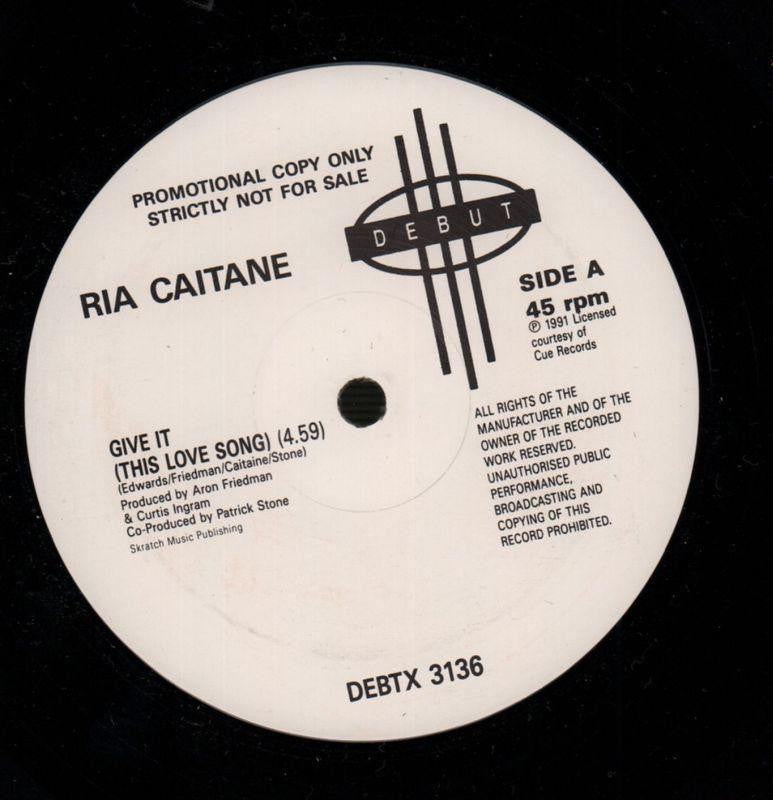 PROMOTIONAL COPY ONLY
STRICTLY NOT FOR SALE
DEBUT
RIA CAITANE
SIDE A
45 rpm
℗ 1991 Licensed
courtesy of
Cue Records
GIVE IT
(THIS LOVE SONG) (4.59)
(Edwards/Friedman/Caitaine/Stone)
Produced by Aron Friedman
& Curtis Ingram
Co-Produced by Patrick Stone
Skratch Music Publishing
ALL RIGHTS OF THE
MANUFACTURER AND OF THE
OWNER OF THE RECORDED
WORK RESERVED.
UNAUTHORISED PUBLIC
PERFORMANCE,
BROADCASTING AND
COPYING OF THIS
RECORD PROHIBITED.
DEBTX 3136